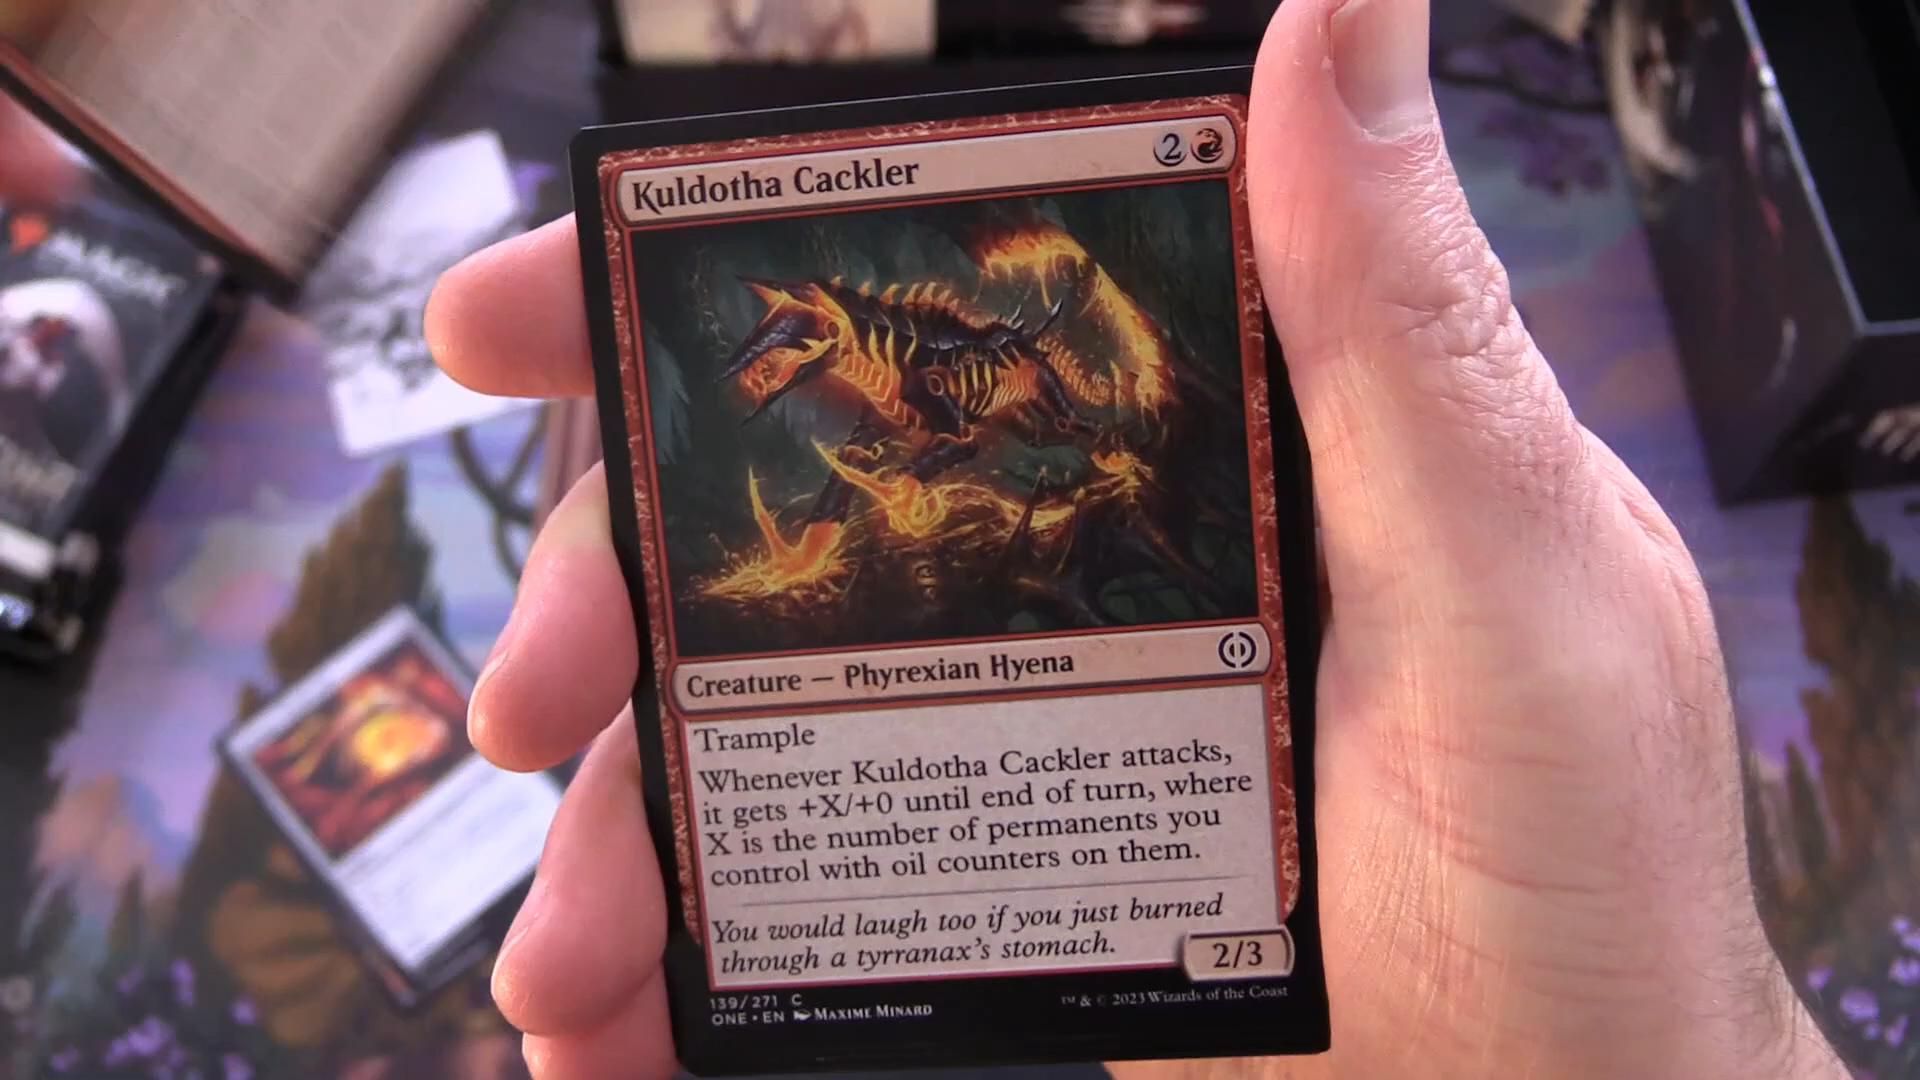 Kuldotha Cackler
2
Creature — Phyrexian Hyena
Trample
Whenever Kuldotha Cackler attacks,
it gets +X/+0 until end of turn, where
X is the number of permanents you
control with oil counters on them.
You would laugh too if you just burned
through a tyrranax's stomach.
2/3
139/271 C
ONE • EN MAXIME MINARD
™ & © 2023 Wizards of the Coast
MAGIC